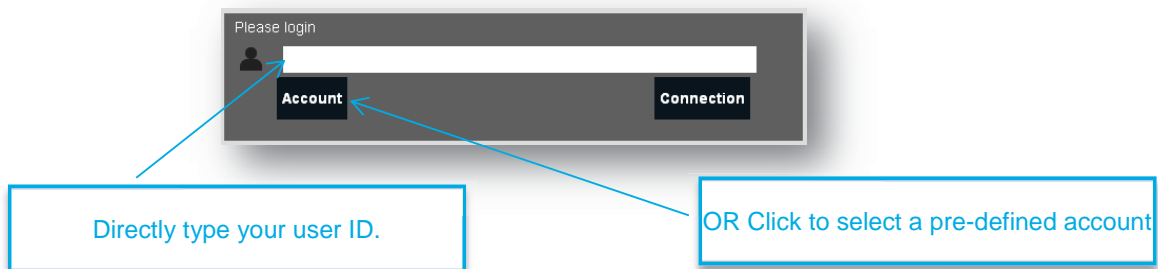 Please login
Account
Connection
Directly type your user ID.
OR Click to select a pre-defined account